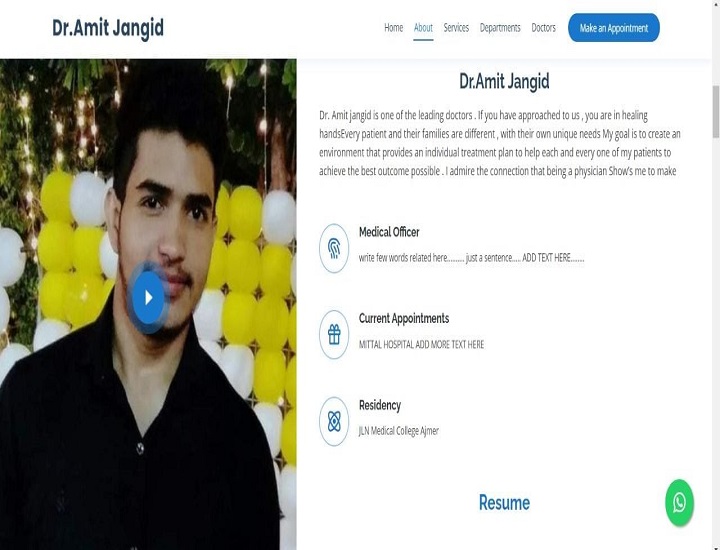 Dr.Amit Jangid
Home About Services Departments Doctors Make an Appointment
Dr.Amit Jangid
Dr. Amit jangid is one of the leading doctors . If you have approached to us , you are in healing
handsEvery patient and their families are different , with their own unique needs My goal is to create an
environment that provides an individual treatment plan to help each and every one of my patients to
achieve the best outcome possible . I admire the connection that being a physician Show's me to make
Medical Officer
write few words related here......... just a sentence..... ADD TEXT HERE.......
Current Appointments
MITTAL HOSPITAL ADD MORE TEXT HERE
Residency
JLN Medical College Ajmer
Resume